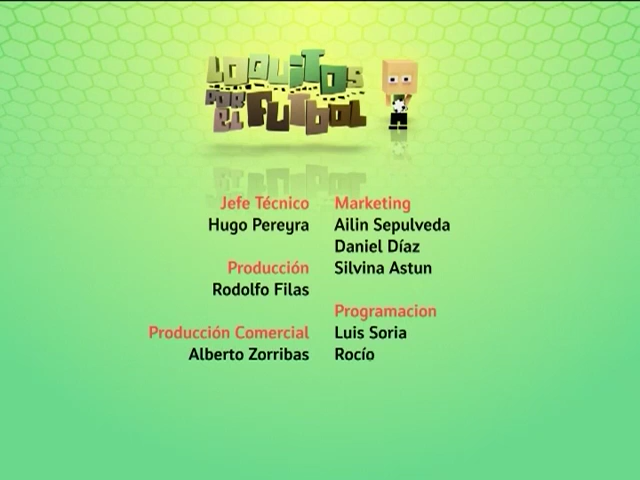 LOQUITOS
POR EL FUTBOL
Jefe Técnico
Hugo Pereyra
Producción
Rodolfo Filas
Producción Comercial
Alberto Zorribas
Marketing
Ailin Sepulveda
Daniel Díaz
Silvina Astun
Programacion
Luis Soria
Rocío